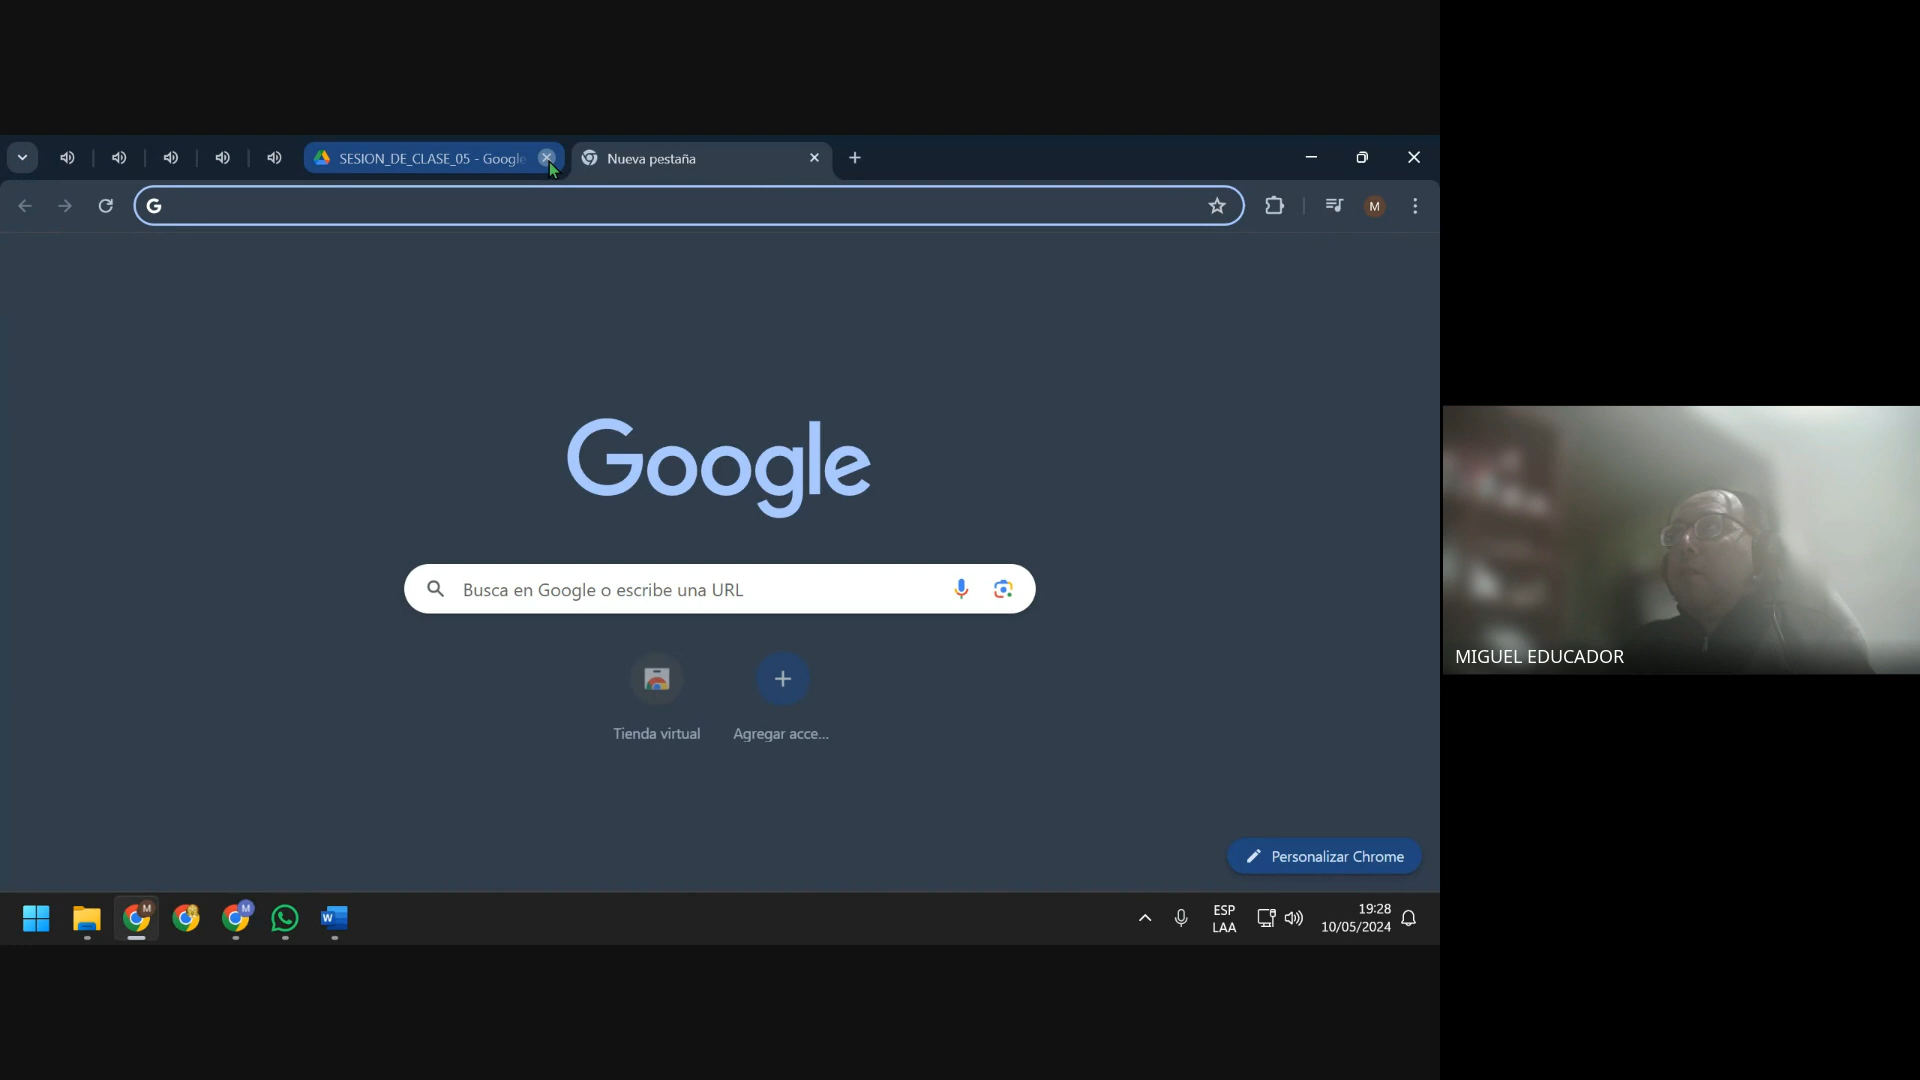 SESION_DE_CLASE_05 - Google
Nueva pestaña
G
M
Google
Busca en Google o escribe una URL
Tienda virtual
Agregar acce...
Personalizar Chrome
M
M
W
ESP
LAA
19:28
10/05/2024
MIGUEL EDUCADOR